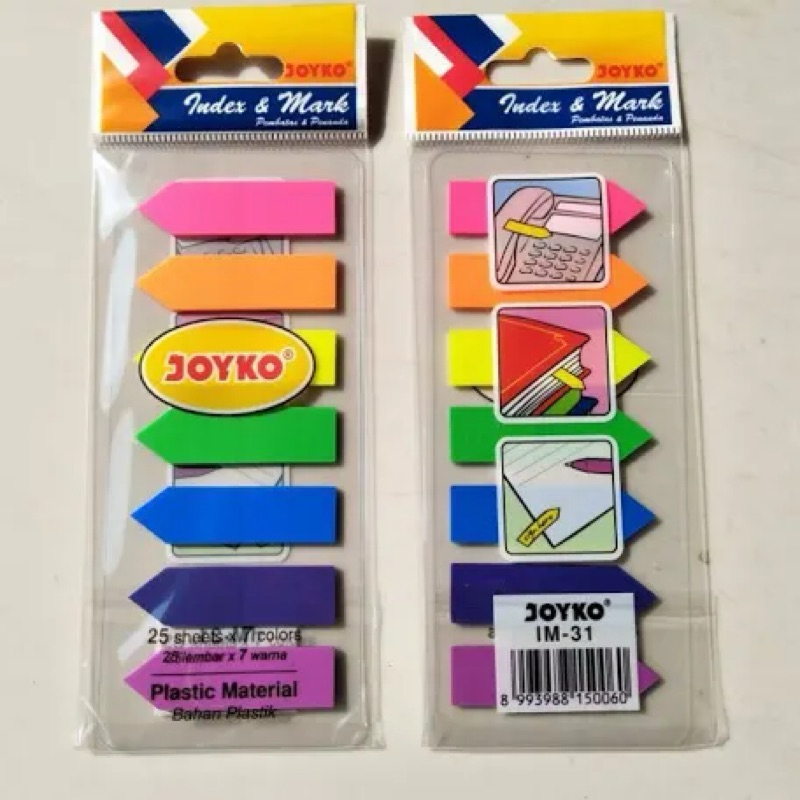 JOYKO®
Index & Mark
Pembatas & Penanda
JOYKO®
25 sheets x 7 colors
25 lembar x 7 warna
Plastic Material
Bahan Plastik
JOYKO®
Index & Mark
Pembatas & Penanda
JOYKO®
IM-31
8 993988 150060